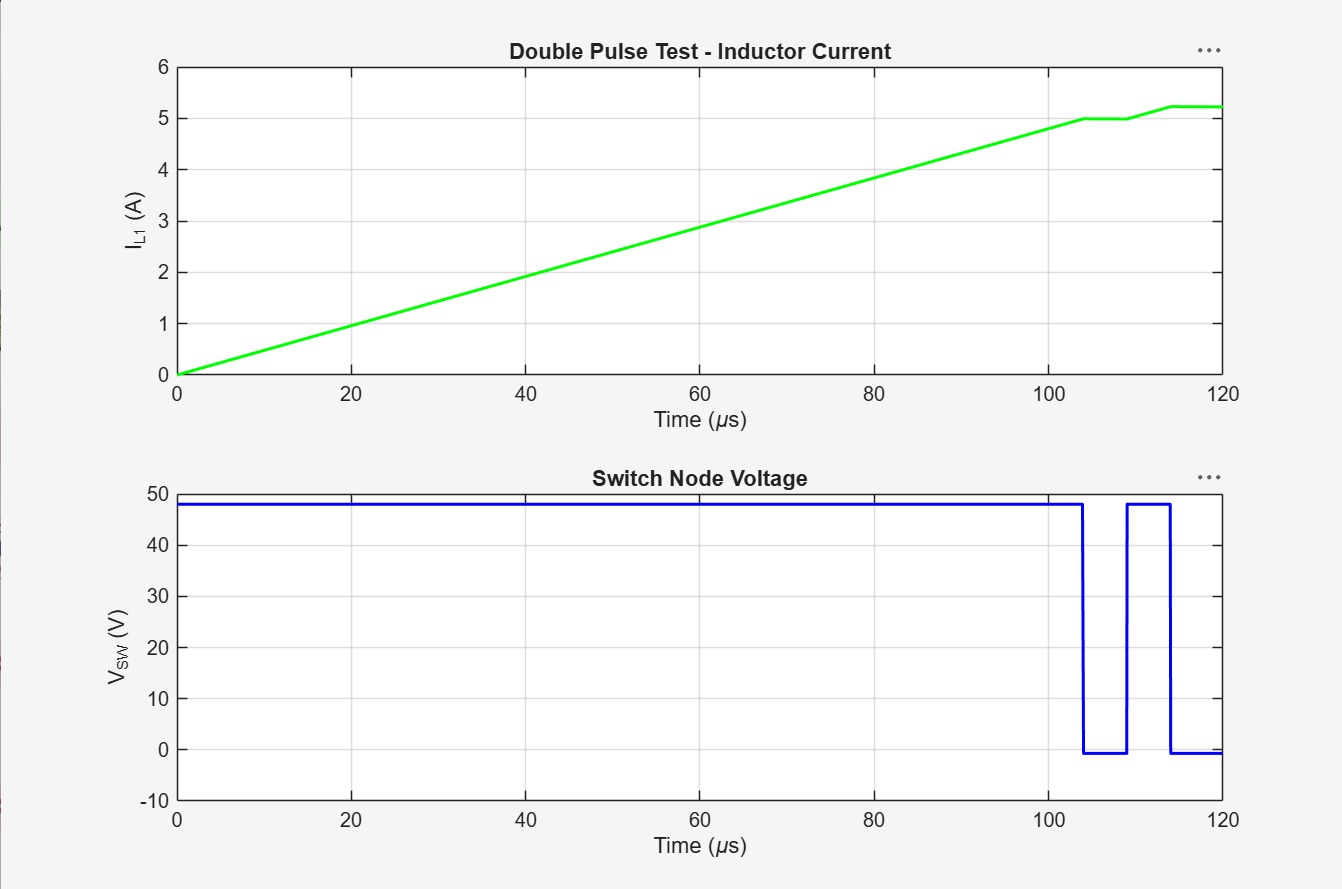 Double Pulse Test - Inductor Current
6
5
4
3
2
1
0
I_L1 (A)
0 20 40 60 80 100 120
Time (μs)
Switch Node Voltage
50
40
30
20
10
0
-10
V_SW (V)
0 20 40 60 80 100 120
Time (μs)